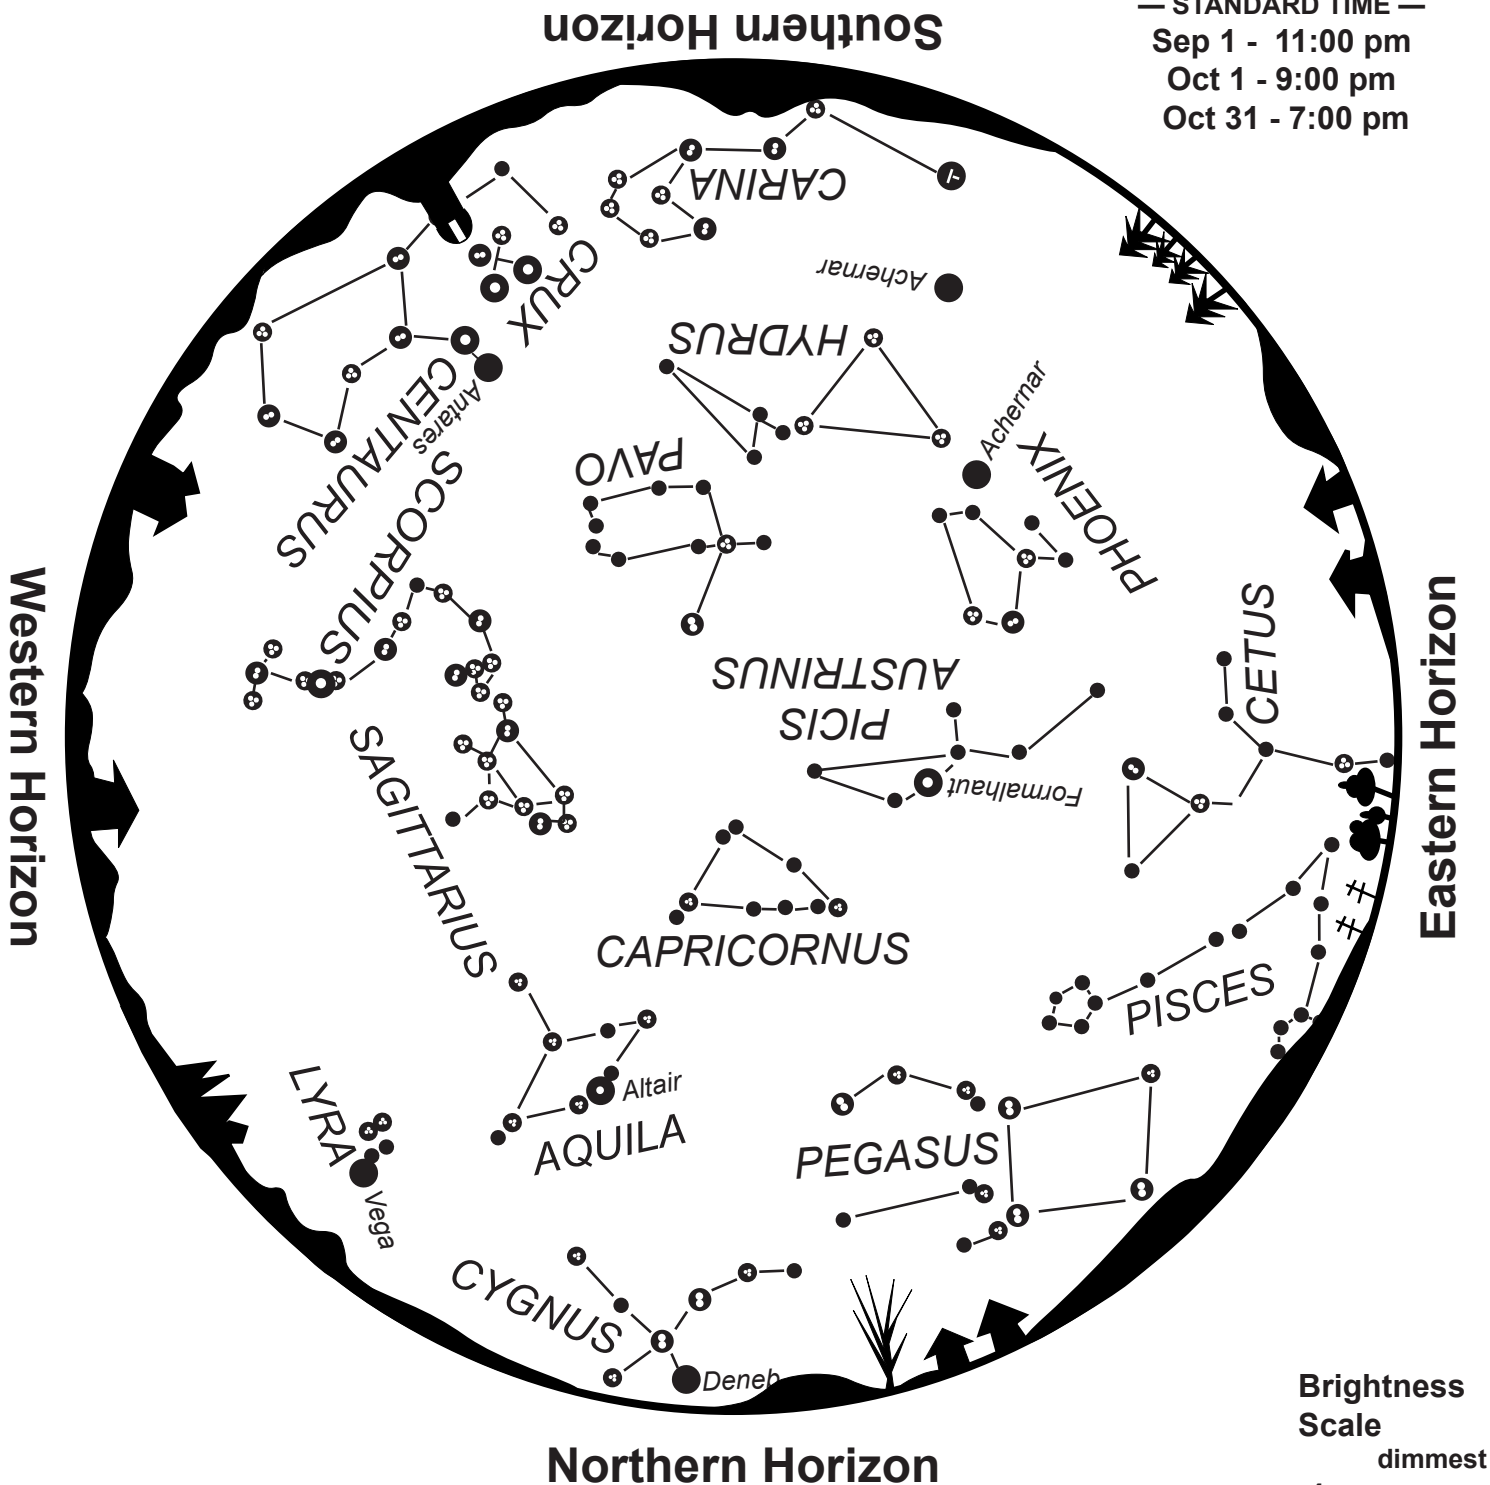 — STANDARD TIME —
Sep 1 - 11:00 pm
Oct 1 - 9:00 pm
Oct 31 - 7:00 pm
Southern Horizon
CARINA
CRUX
Achernar
HYDRUS
CENTAURUS
Antares
Achernar
PHOENIX
PAVO
SCORPIUS
Western Horizon
Eastern Horizon
CETUS
PICIS
AUSTRINUS
Formalhaut
SAGITTARIUS
CAPRICORNUS
PISCES
LYRA
Vega
Altair
AQUILA
PEGASUS
CYGNUS
Deneb
Northern Horizon
Brightness
Scale
dimmest